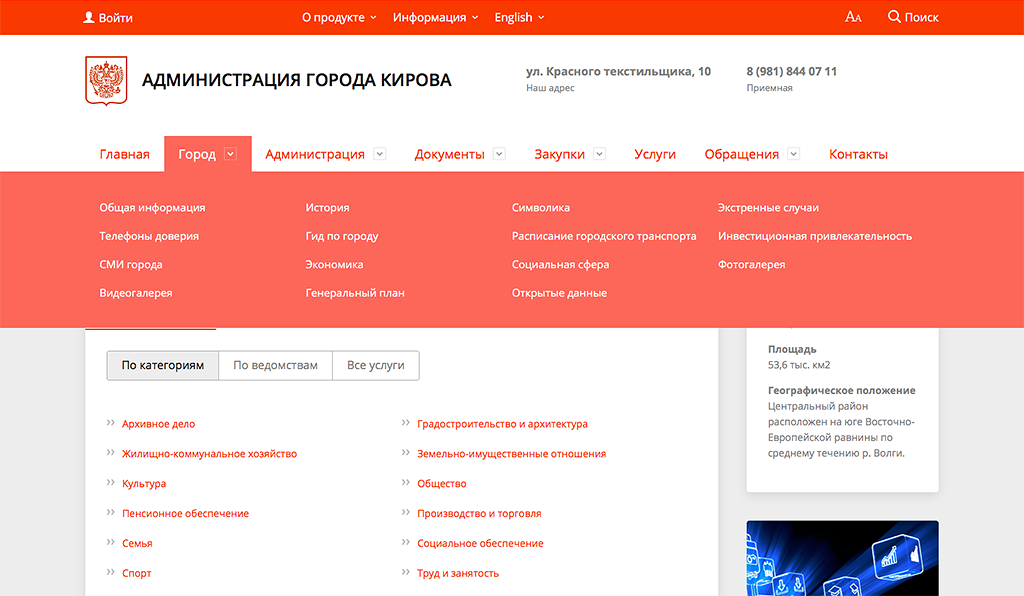 Войти
О продукте
Информация
English
Aa
Поиск
АДМИНИСТРАЦИЯ ГОРОДА КИРОВА
ул. Красного текстильщика, 10
Наш адрес
8 (981) 844 07 11
Приемная
Главная
Город
Администрация
Документы
Закупки
Услуги
Обращения
Контакты
Общая информация
История
Символика
Экстренные случаи
Телефоны доверия
Гид по городу
Расписание городского транспорта
Инвестиционная привлекательность
СМИ города
Экономика
Социальная сфера
Фотогалерея
Видеогалерея
Генеральный план
Открытые данные
По категориям
По ведомствам
Все услуги
Архивное дело
Градостроительство и архитектура
Жилищно-коммунальное хозяйство
Земельно-имущественные отношения
Культура
Общество
Пенсионное обеспечение
Производство и торговля
Семья
Социальное обеспечение
Спорт
Труд и занятость
Площадь
53,6 тыс. км2
Географическое положение
Центральный район
расположен на юге Восточно-
Европейской равнины по
среднему течению р. Волги.